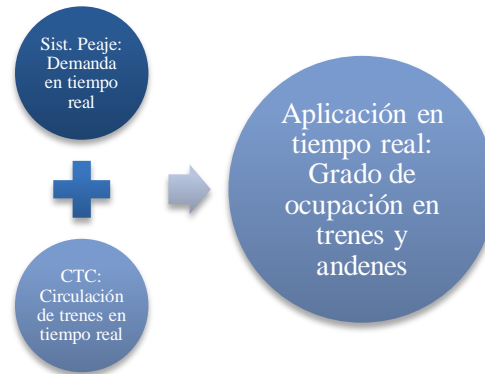 Sist. Peaje:
Demanda
en tiempo
real
CTC:
Circulación
de trenes en
tiempo real
Aplicación en
tiempo real:
Grado de
ocupación en
trenes y
andenes